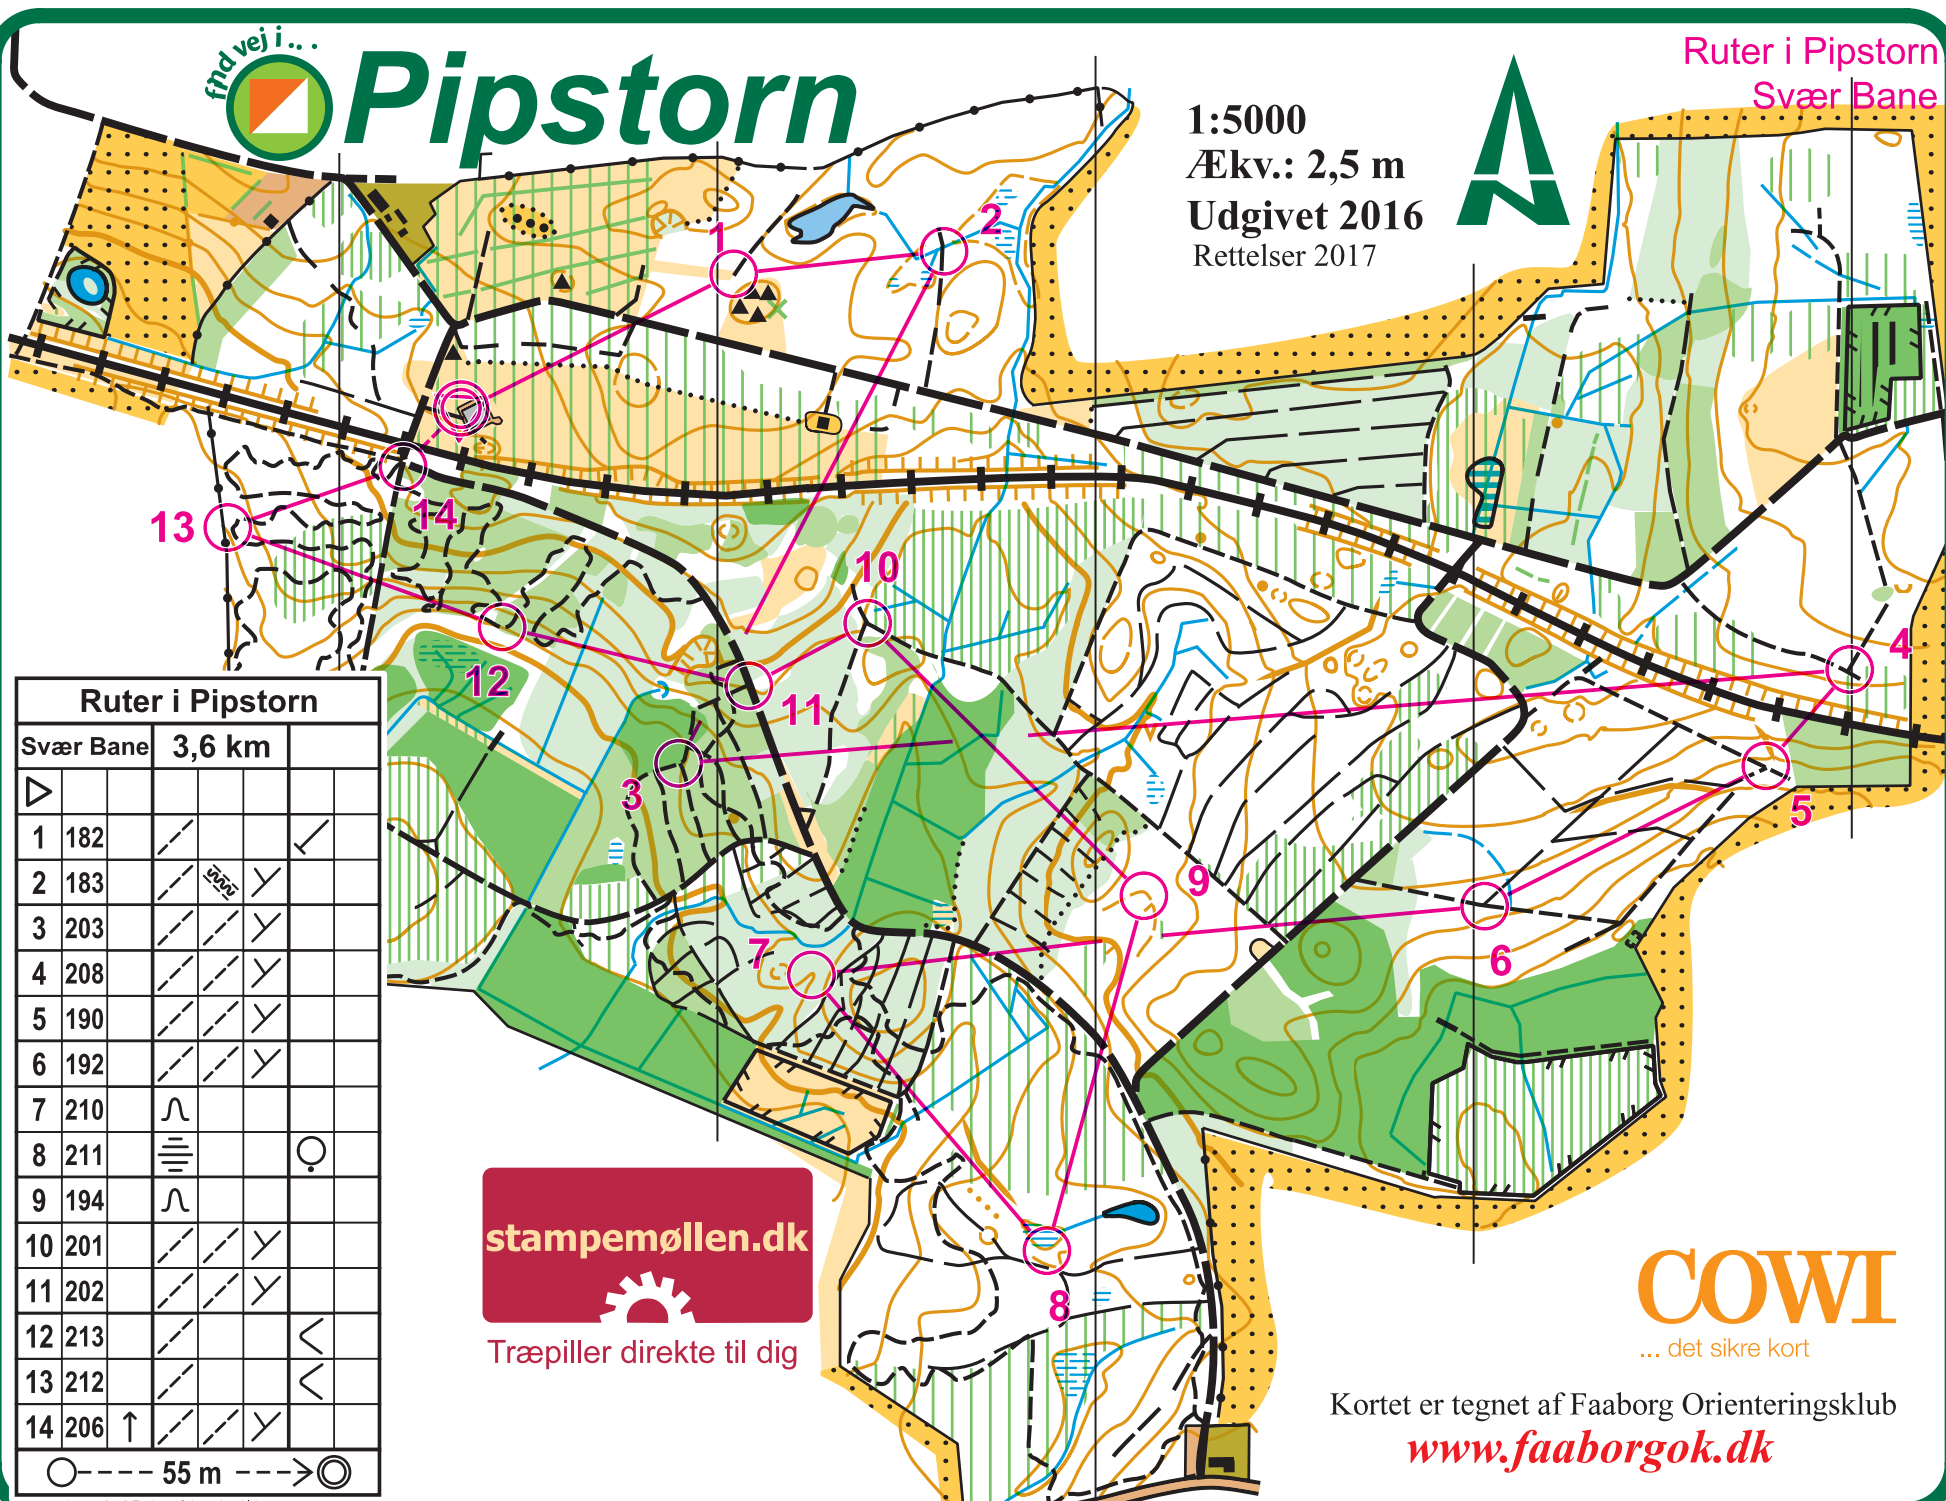 find vej i ...
Pipstorn
1:5000
Ækv.: 2,5 m
Udgivet 2016
Rettelser 2017
N
Ruter i Pipstorn
Svær Bane
1
2
3
4
5
6
7
8
9
10
11
12
13
14
Ruter i Pipstorn
Svær Bane 3,6 km
1 182
2 183
3 203
4 208
5 190
6 192
7 210
8 211
9 194
10 201
11 202
12 213
13 212
14 206
55 m
stampemøllen.dk
Træpiller direkte til dig
COWI
... det sikre kort
Kortet er tegnet af Faaborg Orienteringsklub
www.faaborgok.dk